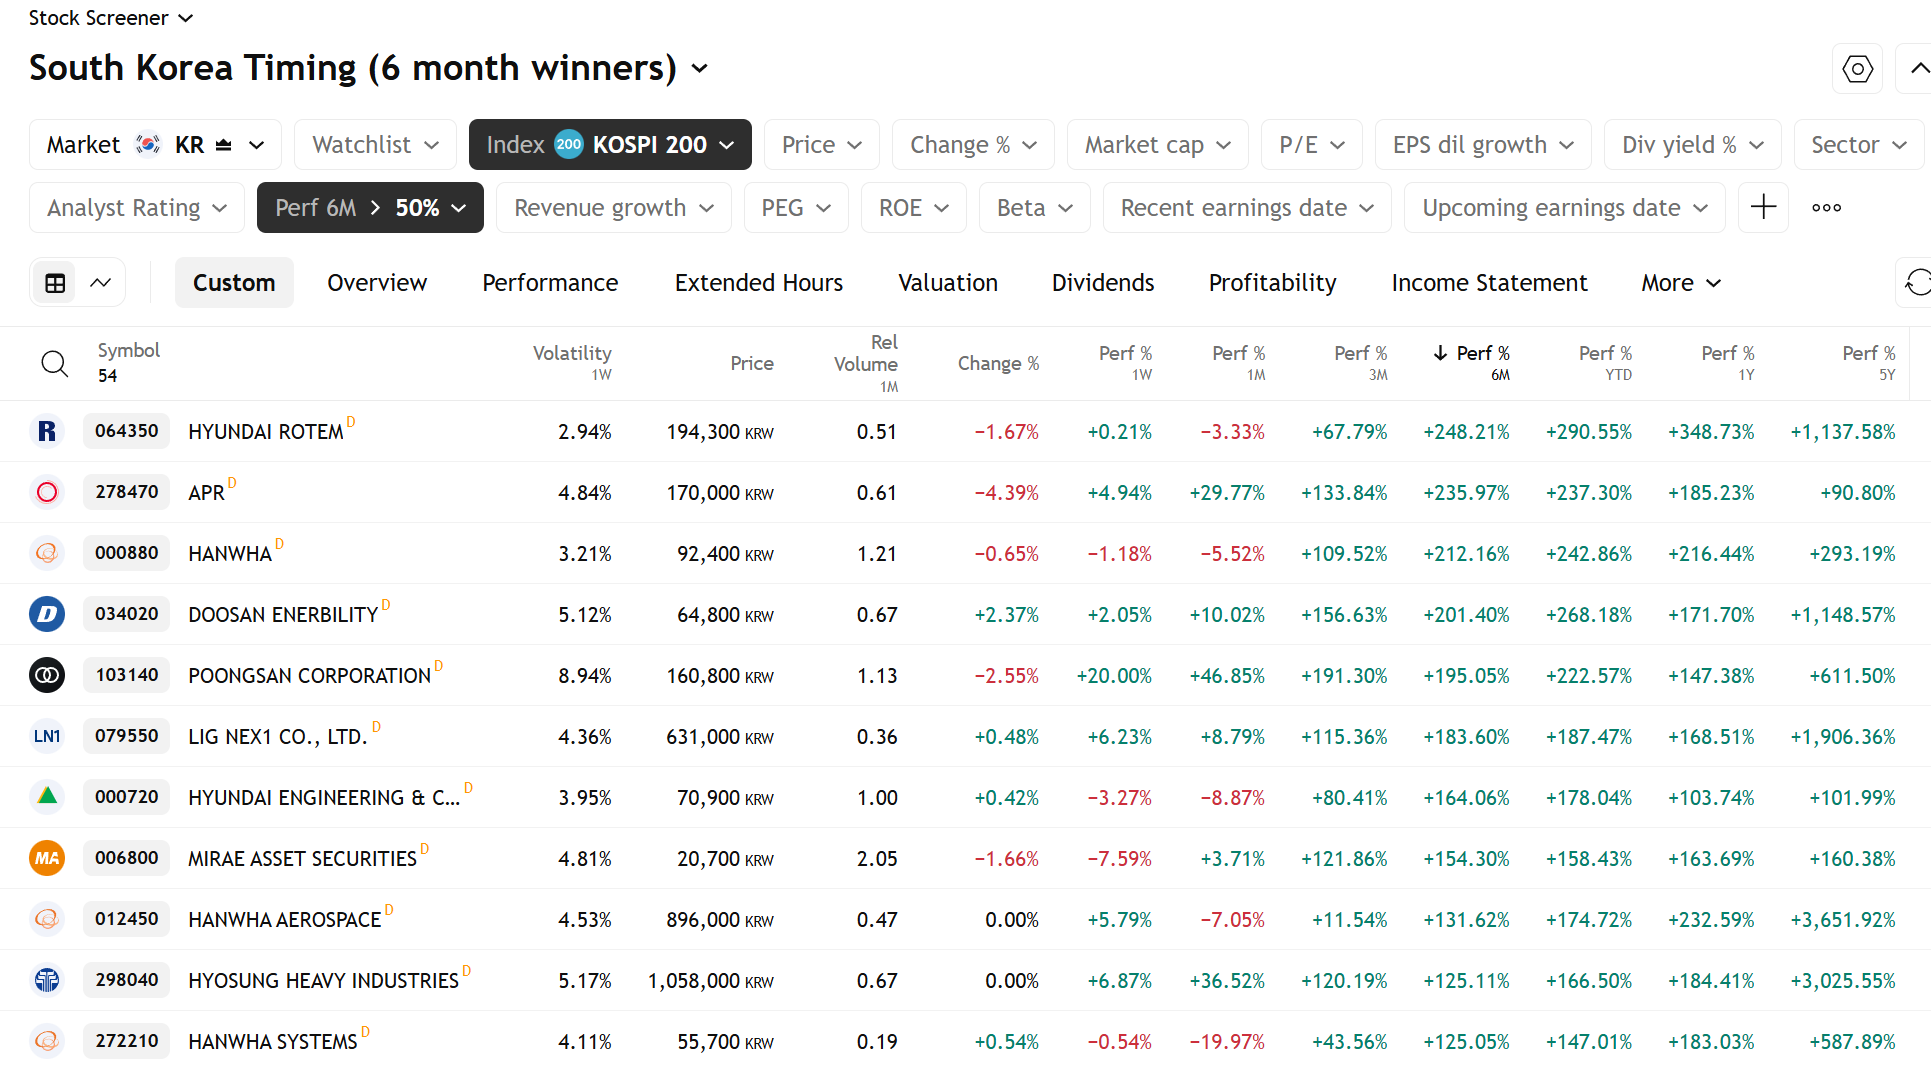 Stock Screener
South Korea Timing (6 month winners)
Market KR Watchlist Index 200 KOSPI 200 Price Change % Market cap P/E EPS dil growth Div yield % Sector
Analyst Rating Perf 6M > 50% Revenue growth PEG ROE Beta Recent earnings date Upcoming earnings date
Custom Overview Performance Extended Hours Valuation Dividends Profitability Income Statement More
Symbol 54 Volatility 1W Price Rel Volume 1M Change % Perf % 1W Perf % 1M Perf % 3M Perf % 6M Perf % YTD Perf % 1Y Perf % 5Y
R 064350 HYUNDAI ROTEM D 2.94% 194,300 KRW 0.51 −1.67% +0.21% −3.33% +67.79% +248.21% +290.55% +348.73% +1,137.58%
278470 APR D 4.84% 170,000 KRW 0.61 −4.39% +4.94% +29.77% +133.84% +235.97% +237.30% +185.23% +90.80%
000880 HANWHA D 3.21% 92,400 KRW 1.21 −0.65% −1.18% −5.52% +109.52% +212.16% +242.86% +216.44% +293.19%
D 034020 DOOSAN ENERBILITY D 5.12% 64,800 KRW 0.67 +2.37% +2.05% +10.02% +156.63% +201.40% +268.18% +171.70% +1,148.57%
103140 POONGSAN CORPORATION D 8.94% 160,800 KRW 1.13 −2.55% +20.00% +46.85% +191.30% +195.05% +222.57% +147.38% +611.50%
LN1 079550 LIG NEX1 CO., LTD. D 4.36% 631,000 KRW 0.36 +0.48% +6.23% +8.79% +115.36% +183.60% +187.47% +168.51% +1,906.36%
000720 HYUNDAI ENGINEERING & C... D 3.95% 70,900 KRW 1.00 +0.42% −3.27% −8.87% +80.41% +164.06% +178.04% +103.74% +101.99%
MA 006800 MIRAE ASSET SECURITIES D 4.81% 20,700 KRW 2.05 −1.66% −7.59% +3.71% +121.86% +154.30% +158.43% +163.69% +160.38%
012450 HANWHA AEROSPACE D 4.53% 896,000 KRW 0.47 0.00% +5.79% −7.05% +11.54% +131.62% +174.72% +232.59% +3,651.92%
298040 HYOSUNG HEAVY INDUSTRIES D 5.17% 1,058,000 KRW 0.67 0.00% +6.87% +36.52% +120.19% +125.11% +166.50% +184.41% +3,025.55%
272210 HANWHA SYSTEMS D 4.11% 55,700 KRW 0.19 +0.54% −0.54% −19.97% +43.56% +125.05% +147.01% +183.03% +587.89%